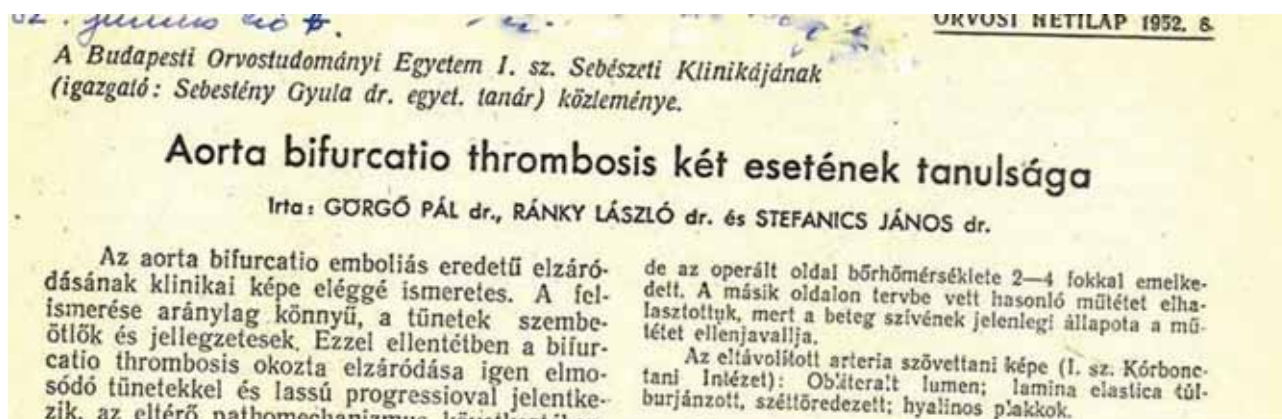 ORVOSI HETILAP 1952. 8.
A Budapesti Orvostudományi Egyetem I. sz. Sebészeti Klinikájának
(igazgató: Sebestény Gyula dr. egyet. tanár) közleménye.
Aorta bifurcatio thrombosis két esetének tanulsága
Irta: GÖRGŐ PÁL dr., RÁNKY LÁSZLÓ dr. és STEFANICS JÁNOS dr.
Az aorta bifurcatio emboliás eredetű elzáró-
dásának klinikai képe eléggé ismeretes. A fel-
ismerése aránylag könnyű, a tünetek szembe-
ötlők és jellegzetesek. Ezzel ellentétben a bifur-
catio thrombosis okozta elzáródása igen elmo-
sódó tünetekkel és lassú progressioval jelentke-
zik, az eltérő pathomechanizmus
de az operált oldal bőrhőmérséklete 2—4 fokkal emelke-
dett. A másik oldalon tervbe vett hasonló műtétet elha-
lasztottuk, mert a beteg szívének jelenlegi állapota a mű-
tétet ellenjavallja.
Az eltávolított arteria szövettani képe (I. sz. Kórbonc-
tani Intézet): Obliterált lumen; lamina elastica túl-
burjánzott, széttöredezett; hyalinos plakkok.